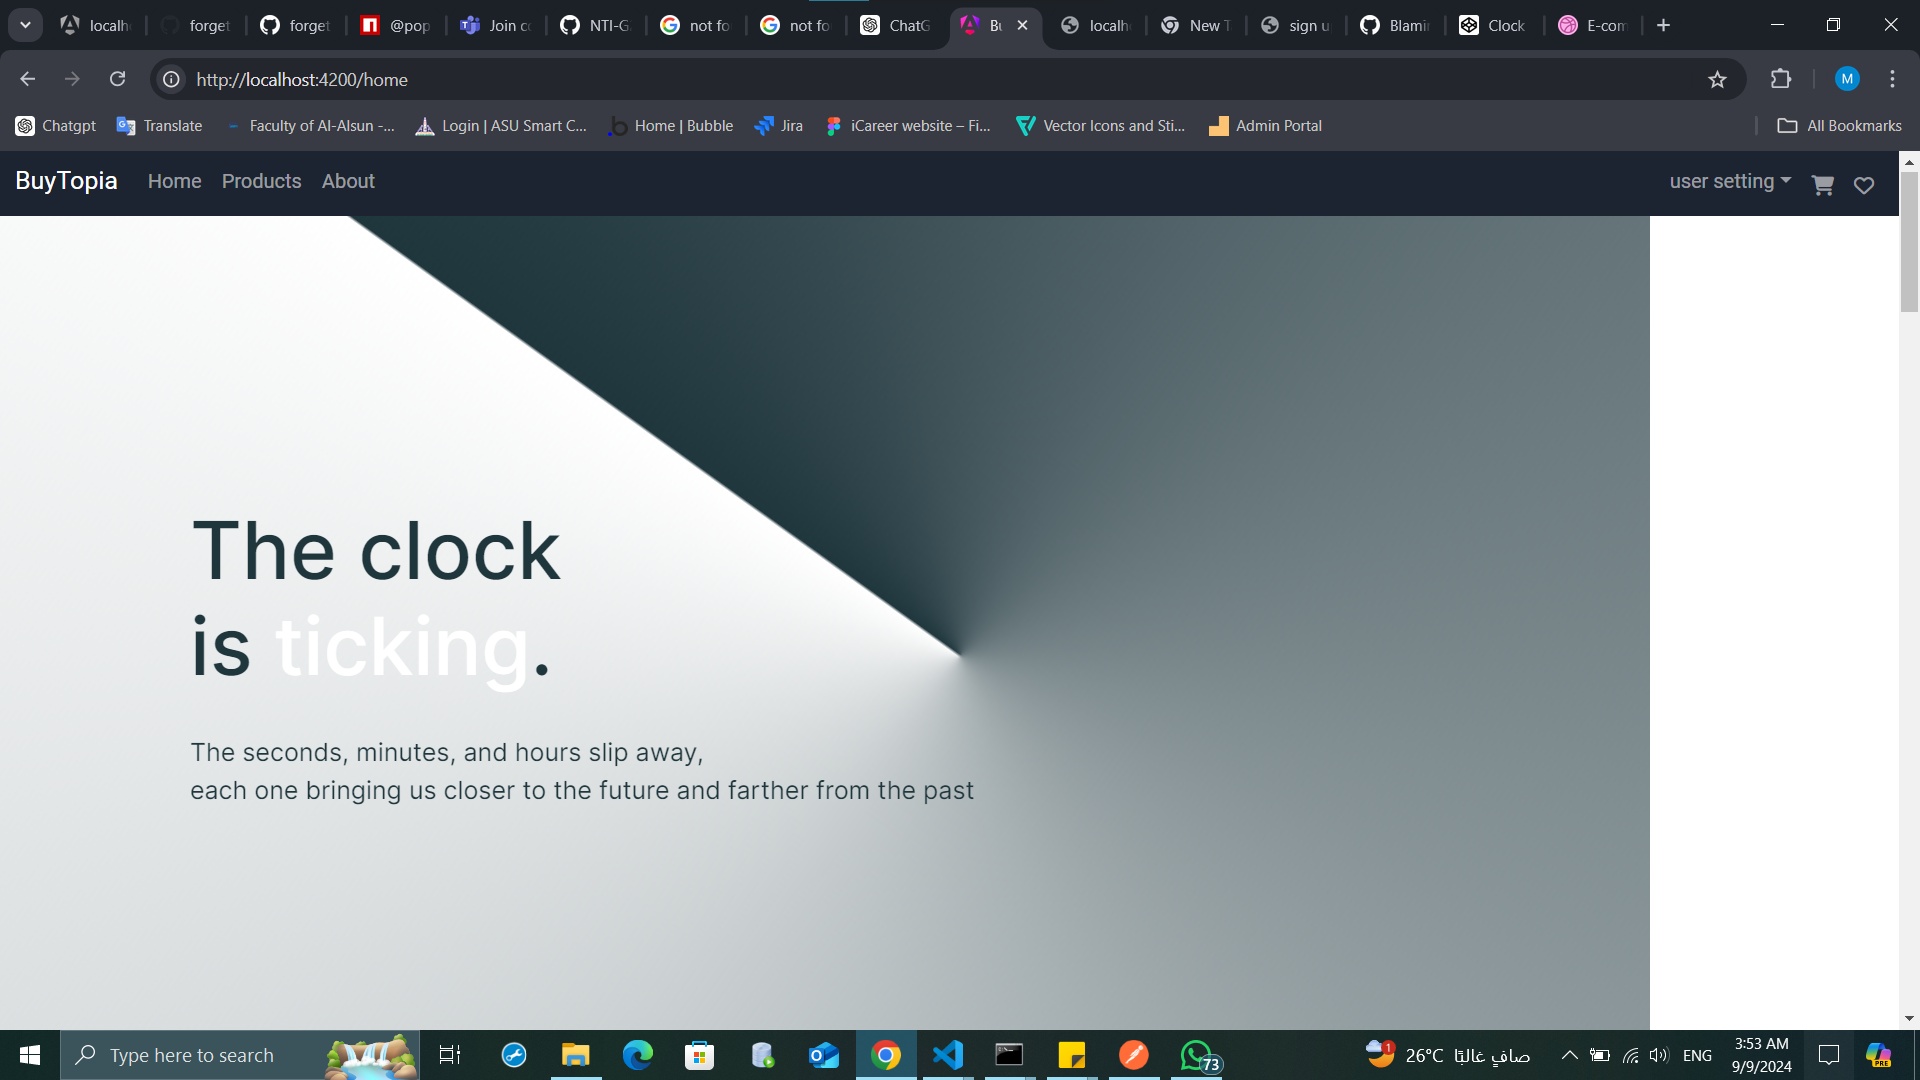 localh
forget
forget
@pop
Join co
NTI-G
not fo
not fo
ChatG
Bu
localh
New T
sign u
Blamin
Clock
E-com
http://localhost:4200/home
M
Chatgpt
Translate
Faculty of Al-Alsun -...
Login | ASU Smart C...
Home | Bubble
Jira
iCareer website – Fi...
Vector Icons and Sti...
Admin Portal
All Bookmarks
BuyTopia
Home
Products
About
user setting
The clock
is ticking.
The seconds, minutes, and hours slip away,
each one bringing us closer to the future and farther from the past
Type here to search
73
1
26°C صافٍ غالبًا
ENG
3:53 AM
9/9/2024
PRE